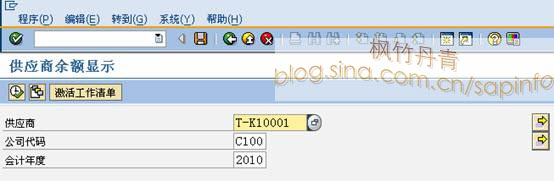 程序(P) 编辑(E) 转到(G) 系统(Y) 帮助(H)
枫竹丹青
blog.sina.com.cn/sapinfo
供应商余额显示
激活工作清单
供应商 T-K10001
公司代码 C100
会计年度 2010